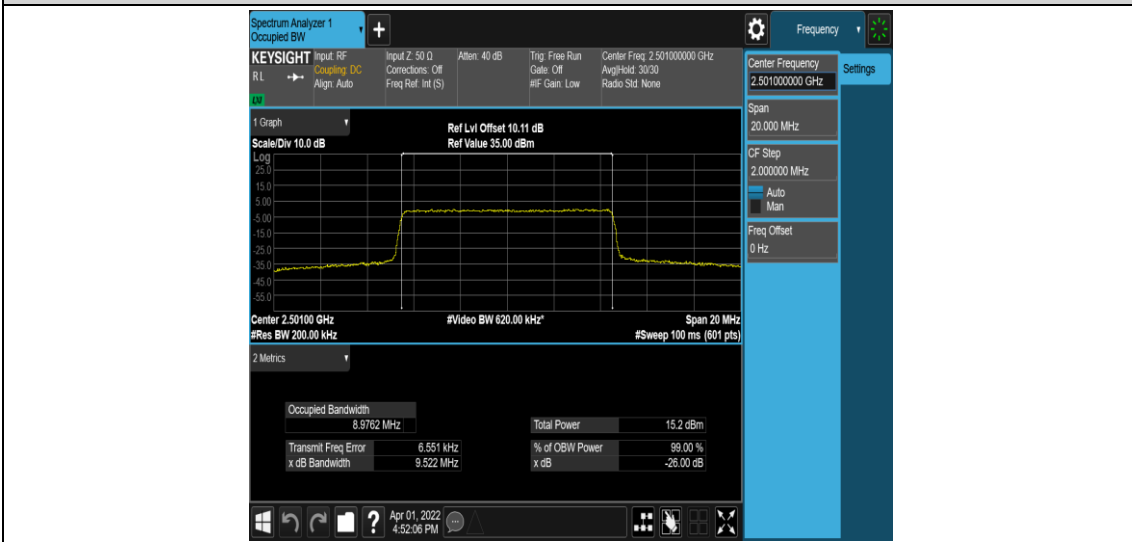 Spectrum Analyzer 1
Occupied BW
+
Frequency
KEYSIGHT
Input: RF
Input Z: 50 Ω
Atten: 40 dB
Trig: Free Run
Center Freq: 2.501000000 GHz
R L
Coupling: DC
Corrections: Off
Gate: Off
Avg|Hold: 30/30
Align: Auto
Freq Ref: Int (S)
#IF Gain: Low
Radio Std: None
LXI
Center Frequency
2.501000000 GHz
Settings
Span
20.000 MHz
CF Step
2.000000 MHz
Auto
Man
Freq Offset
0 Hz
1 Graph
Ref Lvl Offset 10.11 dB
Scale/Div 10.0 dB
Ref Value 35.00 dBm
Log
25.0
15.0
5.00
-5.00
-15.0
-25.0
-35.0
-45.0
-55.0
Center 2.50100 GHz
#Video BW 620.00 kHz*
Span 20 MHz
#Res BW 200.00 kHz
#Sweep 100 ms (601 pts)
2 Metrics
Occupied Bandwidth
8.9762 MHz
Total Power 15.2 dBm
Transmit Freq Error 6.551 kHz
% of OBW Power 99.00 %
x dB Bandwidth 9.522 MHz
x dB -26.00 dB
?
Apr 01, 2022
4:52:06 PM